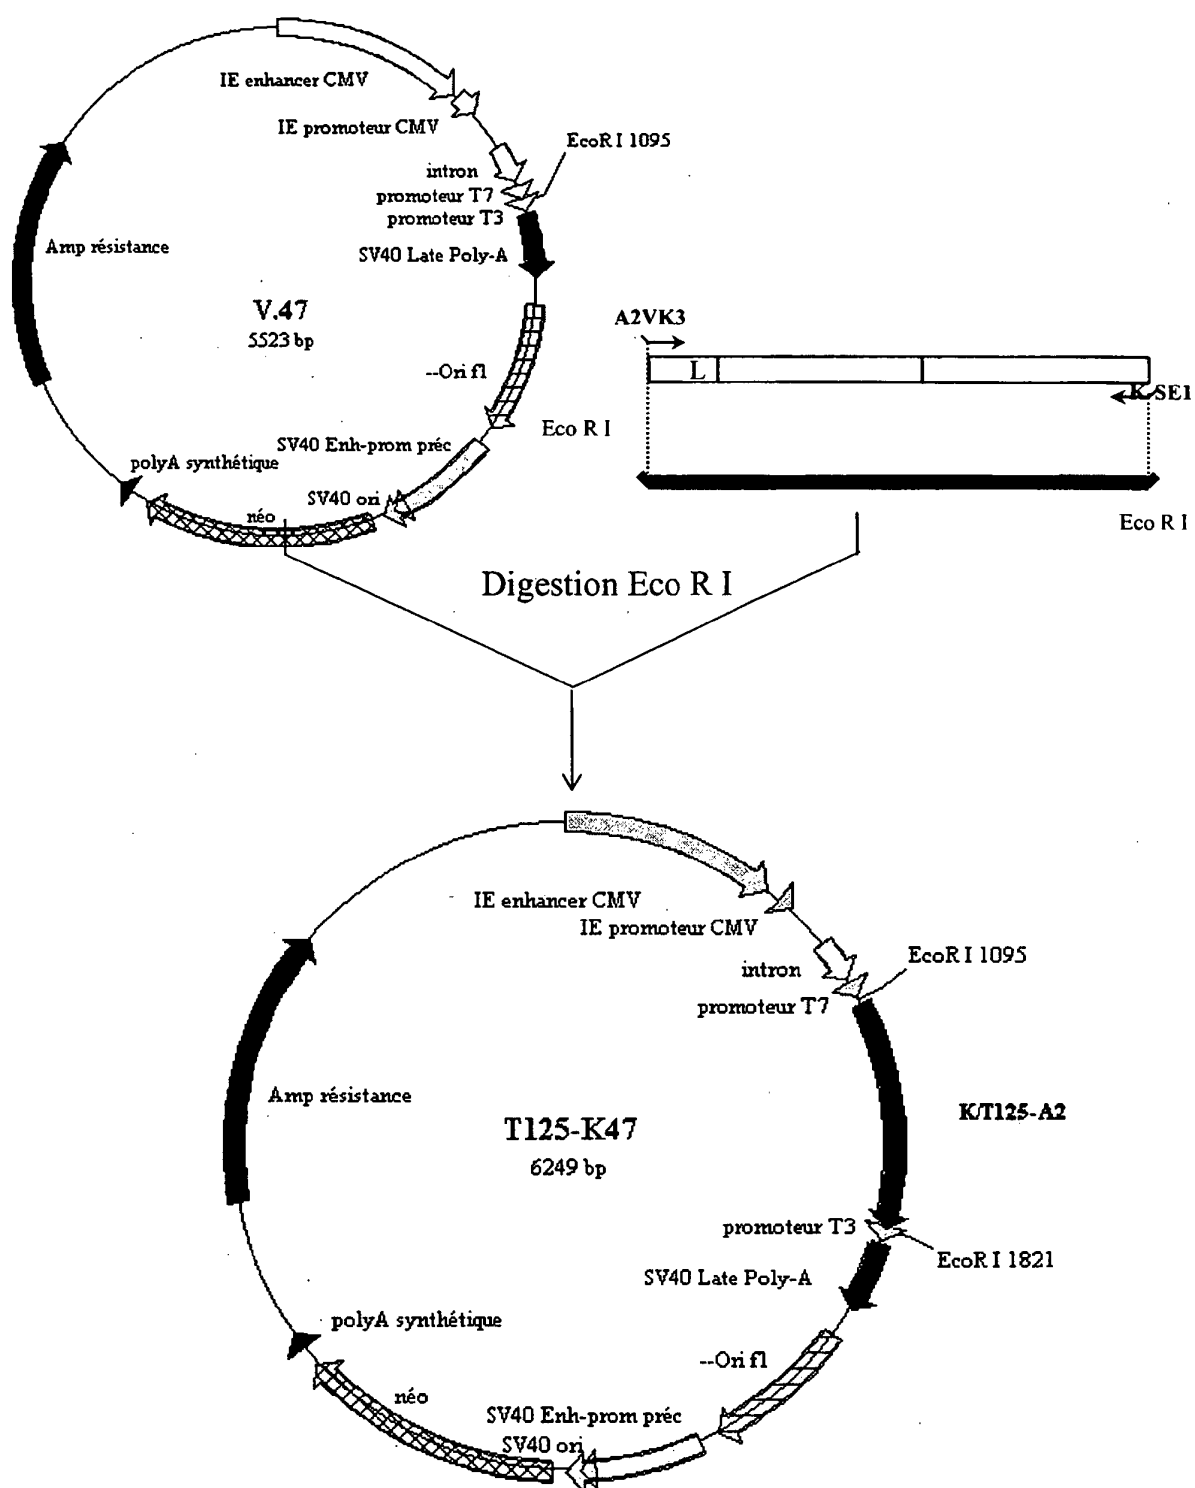 IE enhancer CMV
IE promoteur CMV
EcoR I 1095
intron
promoteur T7
promoteur T3
Amp résistance
SV40 Late Poly-A
V.47
5523 bp
--Ori f1
SV40 Enh-prom préc
polyA synthétique
SV40 ori
néo
A2VK3
L
K-SE1
Eco R I
Eco R I
Digestion Eco R I
IE enhancer CMV
IE promoteur CMV
EcoR I 1095
intron
promoteur T7
Amp résistance
K/T125-A2
T125-K47
6249 bp
promoteur T3
EcoR I 1821
SV40 Late Poly-A
polyA synthétique
--Ori f1
néo
SV40 Enh-prom préc
SV40 ori